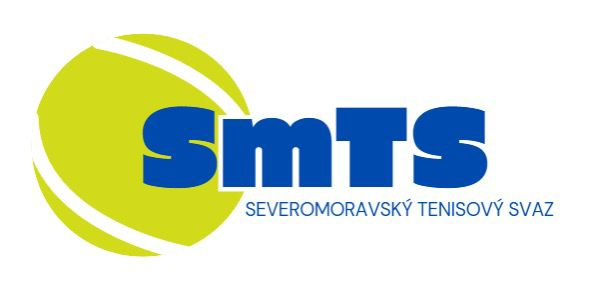 SmTS
SEVEROMORAVSKÝ TENISOVÝ SVAZ